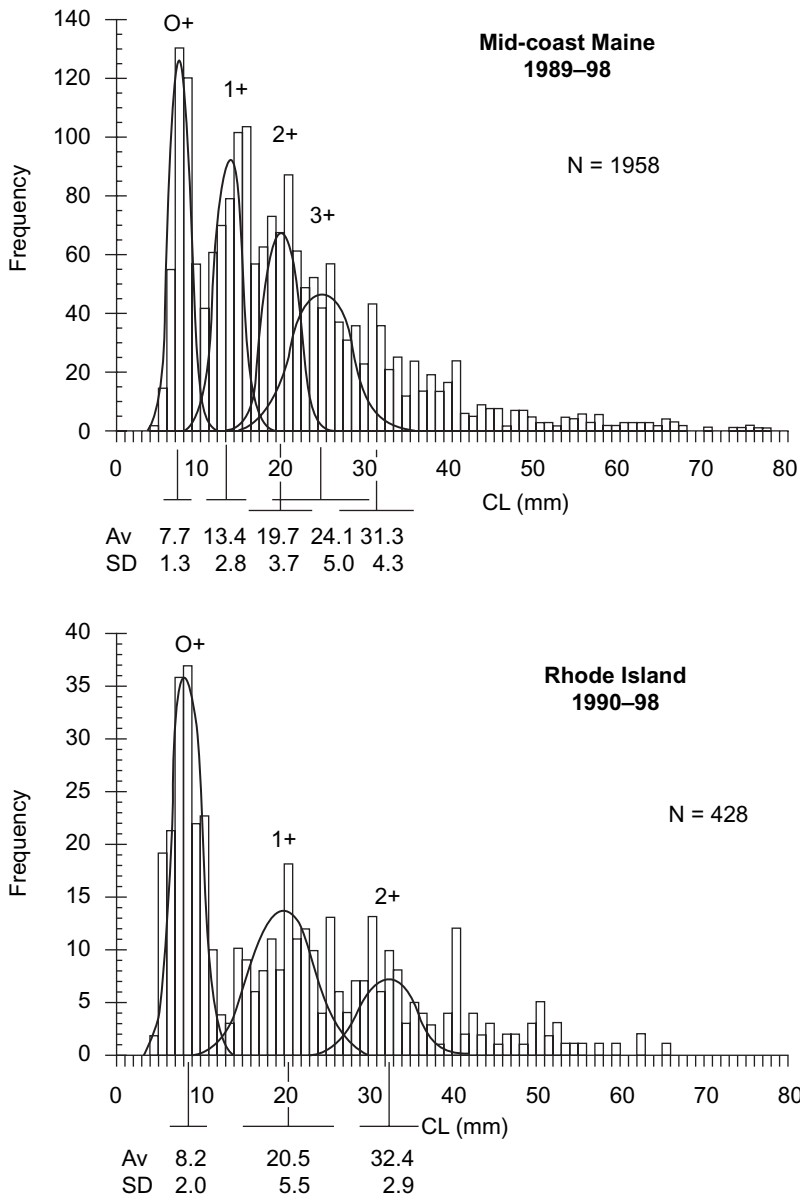 Mid-coast Maine
1989–98
N = 1958
Frequency
140
120
100
80
60
40
20
0
O+
1+
2+
3+
0 10 20 30 40 50 60 70 80
CL (mm)
Av 7.7 13.4 19.7 24.1 31.3
SD 1.3 2.8 3.7 5.0 4.3
Rhode Island
1990–98
N = 428
Frequency
40
35
30
25
20
15
10
5
0
O+
1+
2+
0 10 20 30 40 50 60 70 80
CL (mm)
Av 8.2 20.5 32.4
SD 2.0 5.5 2.9